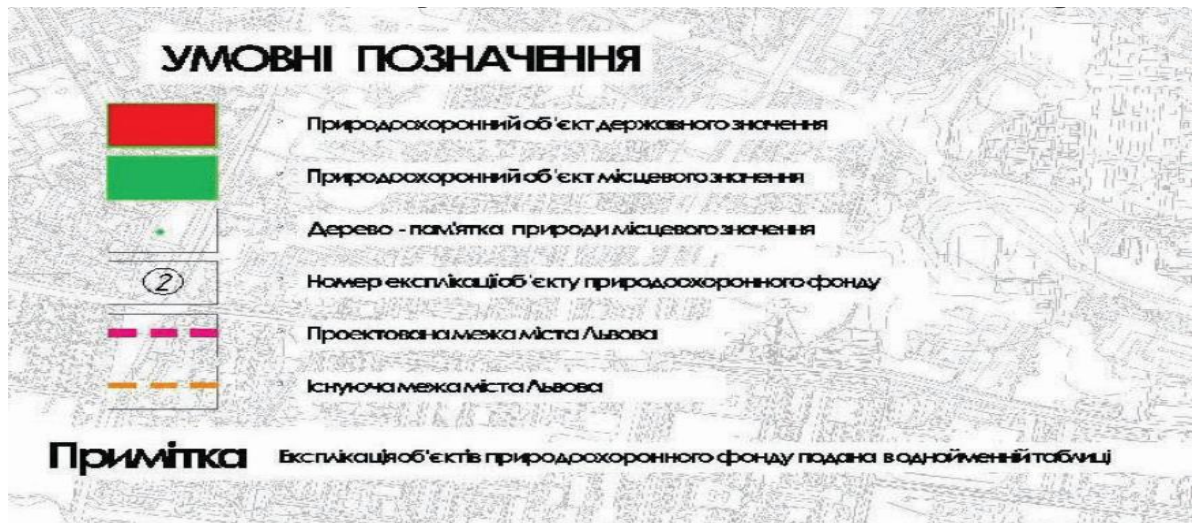 УМОВНІ ПОЗНАЧЕННЯ
Природоохоронний об'єкт державного значення
Природоохоронний об'єкт місцевого значення
Дерево - пам'ятка природи місцевого значення
2 Номер експлікації об'єкту природоохоронного фонду
Проектована межа міста Львова
Існуюча межа міста Львова
Примітка Експлікація об'єктів природоохоронного фонду подана в однойменній таблиці